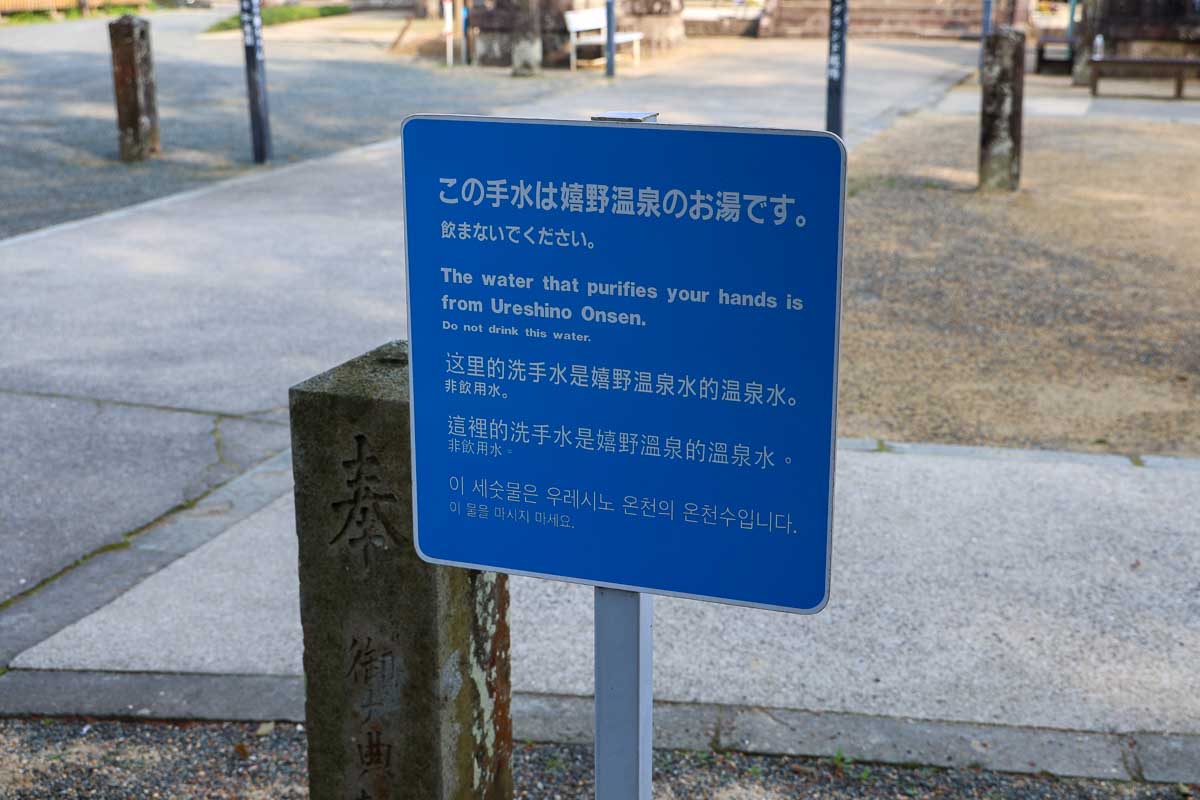 この手水は嬉野温泉のお湯です。
飲まないでください。
The water that purifies your hands is
from Ureshino Onsen.
Do not drink this water.
这里的洗手水是嬉野温泉水的温泉水。
非飲用水。
這裡的洗手水是嬉野溫泉的溫泉水。
非飲用水。
이 세숫물은 우레시노 온천의 온천수입니다.
이 물을 마시지 마세요.
奉
御大典